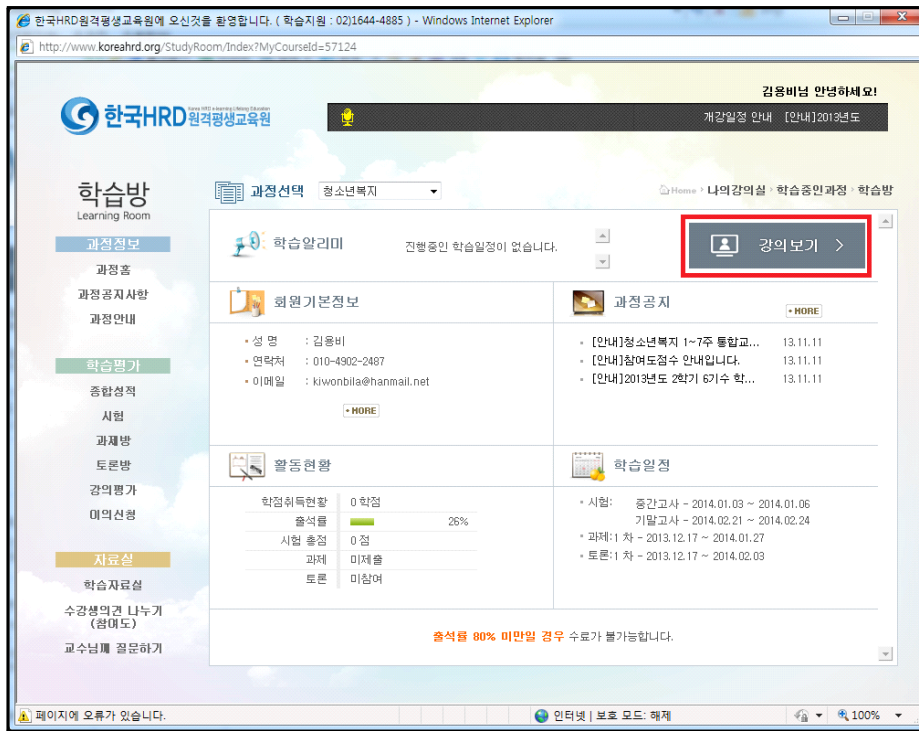 한국HRD원격평생교육원에 오신것을 환영합니다. ( 학습지원 : 02)1644-4885 ) - Windows Internet Explorer
http://www.koreahrd.org/StudyRoom/Index?MyCourseId=57124
김용비님 안녕하세요!
한국HRD 원격평생교육원
개강일정 안내 [안내]2013년도
학습방
Learning Room
과정선택 청소년복지
Home 나의강의실 학습중인과정 학습방
과정정보
과정홈
과정공지사항
과정안내
학습평가
종합성적
시험
과제방
토론방
강의평가
이의신청
자료실
학습자료실
수강생의견 나누기
(참여도)
교수님께 질문하기
학습알리미
진행중인 학습일정이 없습니다.
강의보기 >
회원기본정보
• 성 명 : 김용비
• 연락처 : 010-4902-2487
• 이메일 : kiwonbila@hanmail.net
• MORE
과정공지
• MORE
• [안내]청소년복지 1~7주 통합교... 13.11.11
• [안내]참여도점수 안내입니다. 13.11.11
• [안내]2013년도 2학기 6기수 학... 13.11.11
활동현황
학점취득현황 0 학점
출석률 26%
시험 총점 0 점
과제 미제출
토론 미참여
학습일정
• 시험: 중간고사 - 2014.01.03 ~ 2014.01.06
기말고사 - 2014.02.21 ~ 2014.02.24
• 과제:1 차 - 2013.12.17 ~ 2014.01.27
• 토론:1 차 - 2013.12.17 ~ 2014.02.03
출석률 80% 미만일 경우 수료가 불가능합니다.
페이지에 오류가 있습니다.
인터넷 | 보호 모드: 해제
100%